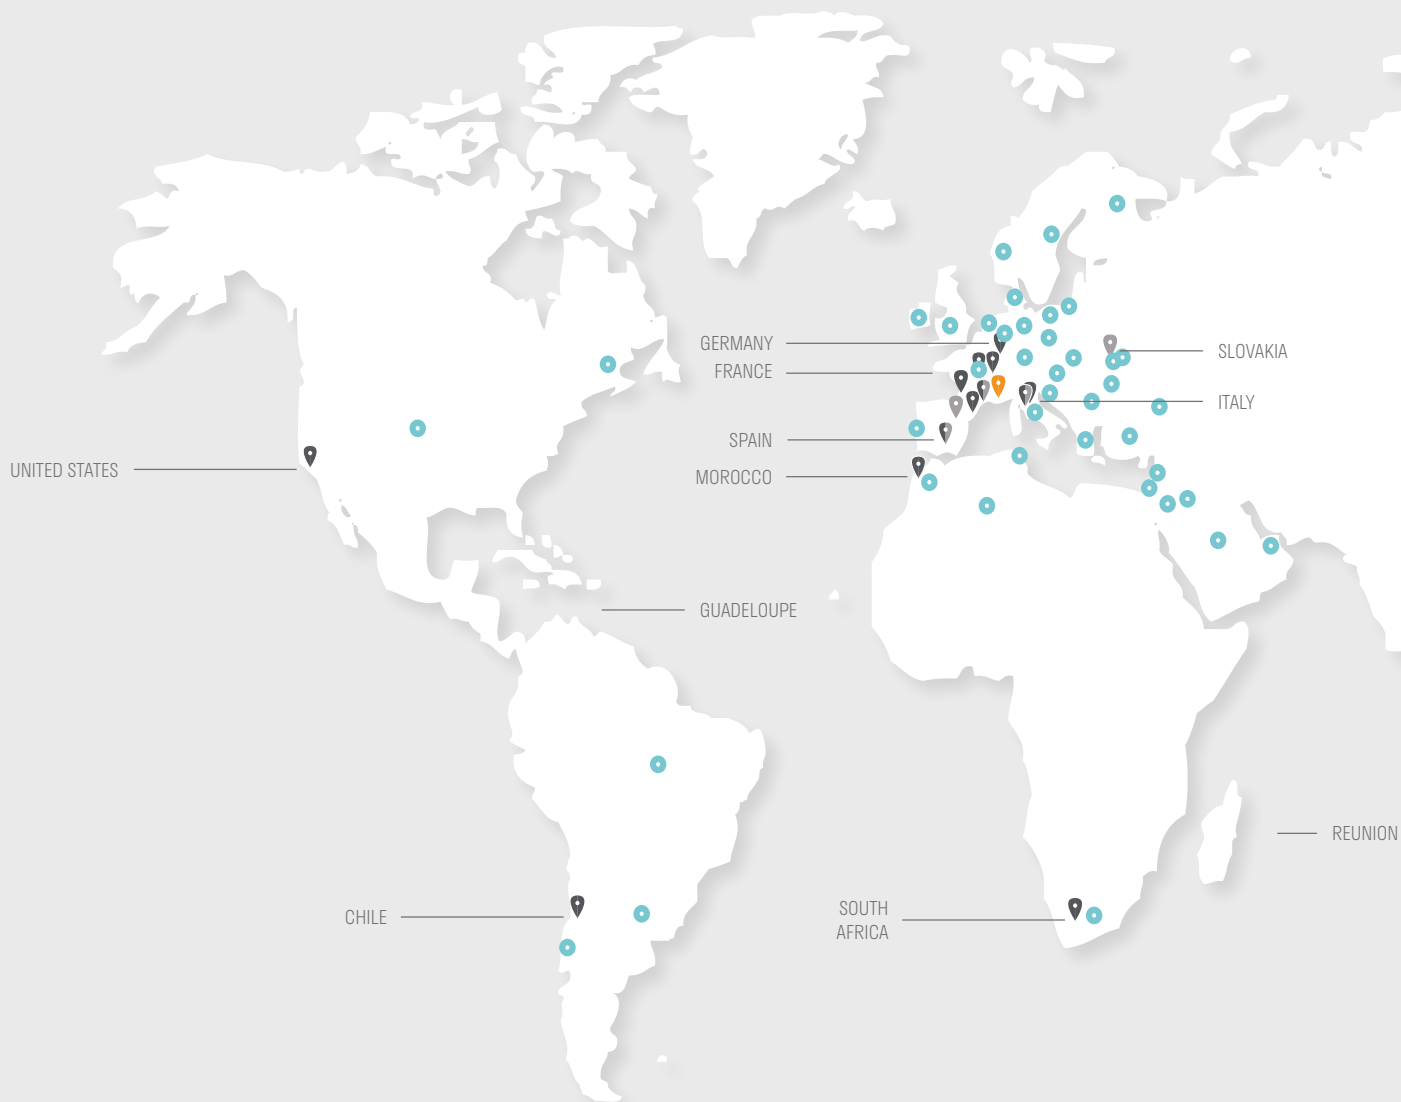 GERMANY
SLOVAKIA
FRANCE
ITALY
SPAIN
UNITED STATES
MOROCCO
GUADELOUPE
REUNION
CHILE
SOUTH
AFRICA